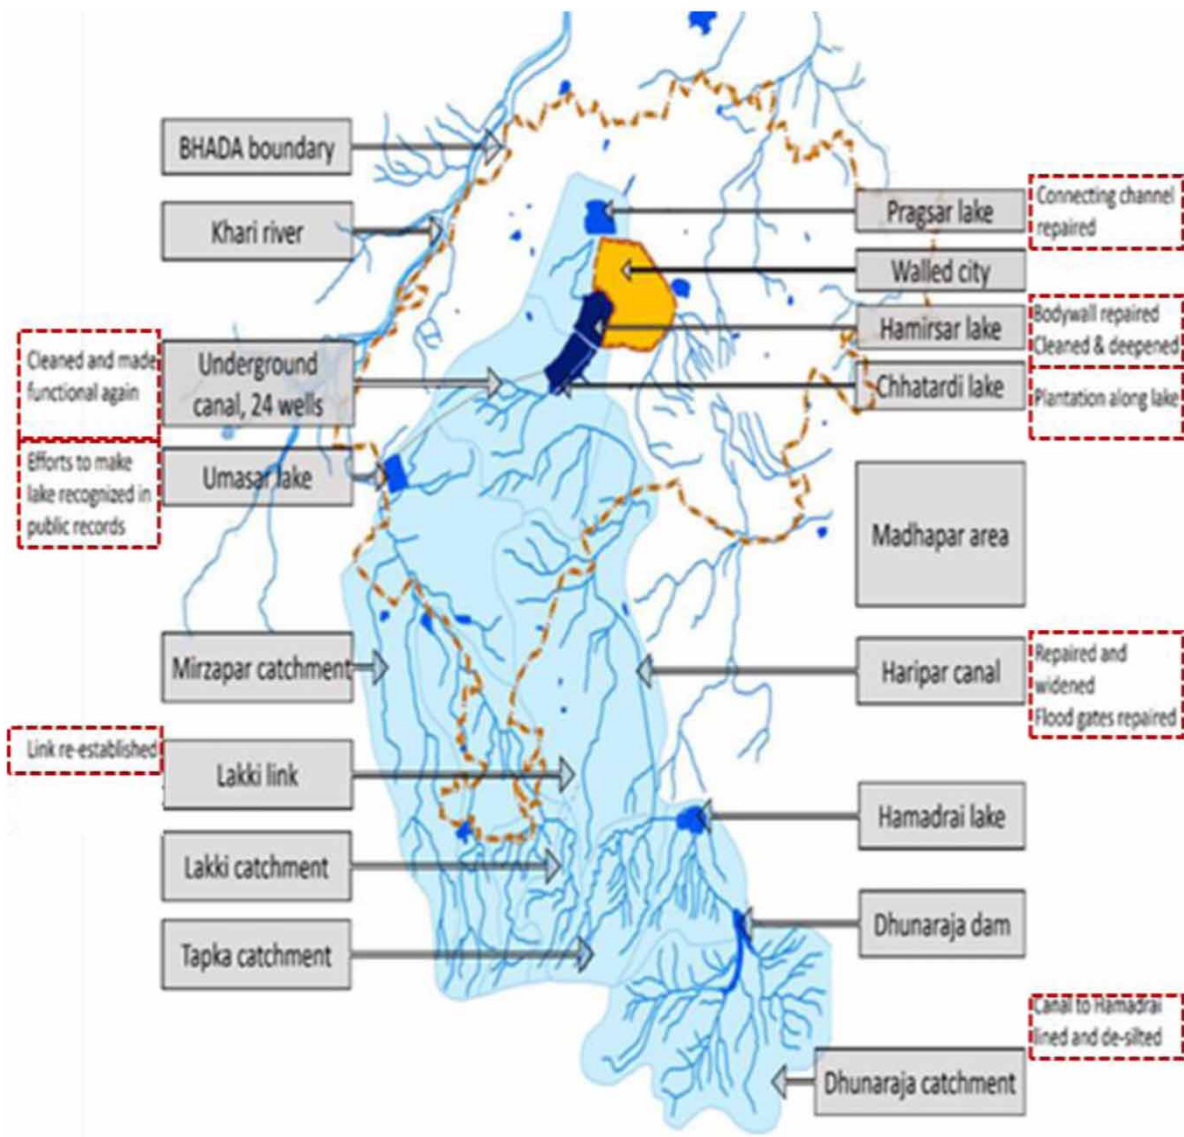 BHADA boundary
Khari river
Cleaned and made
functional again
Underground
canal, 24 wells
Efforts to make
lake recognized in
public records
Umasar lake
Mirzapar catchment
Link re-established
Lakki link
Lakki catchment
Tapka catchment
Pragsar lake
Connecting channel
repaired
Walled city
Hamirsar lake
Bodywall repaired
Cleaned & deepened
Chhatardi lake
Plantation along lake
Madhapar area
Haripar canal
Repaired and
widened
Flood gates repaired
Hamadrai lake
Dhunaraja dam
Canal to Hamadrai
lined and de-silted
Dhunaraja catchment